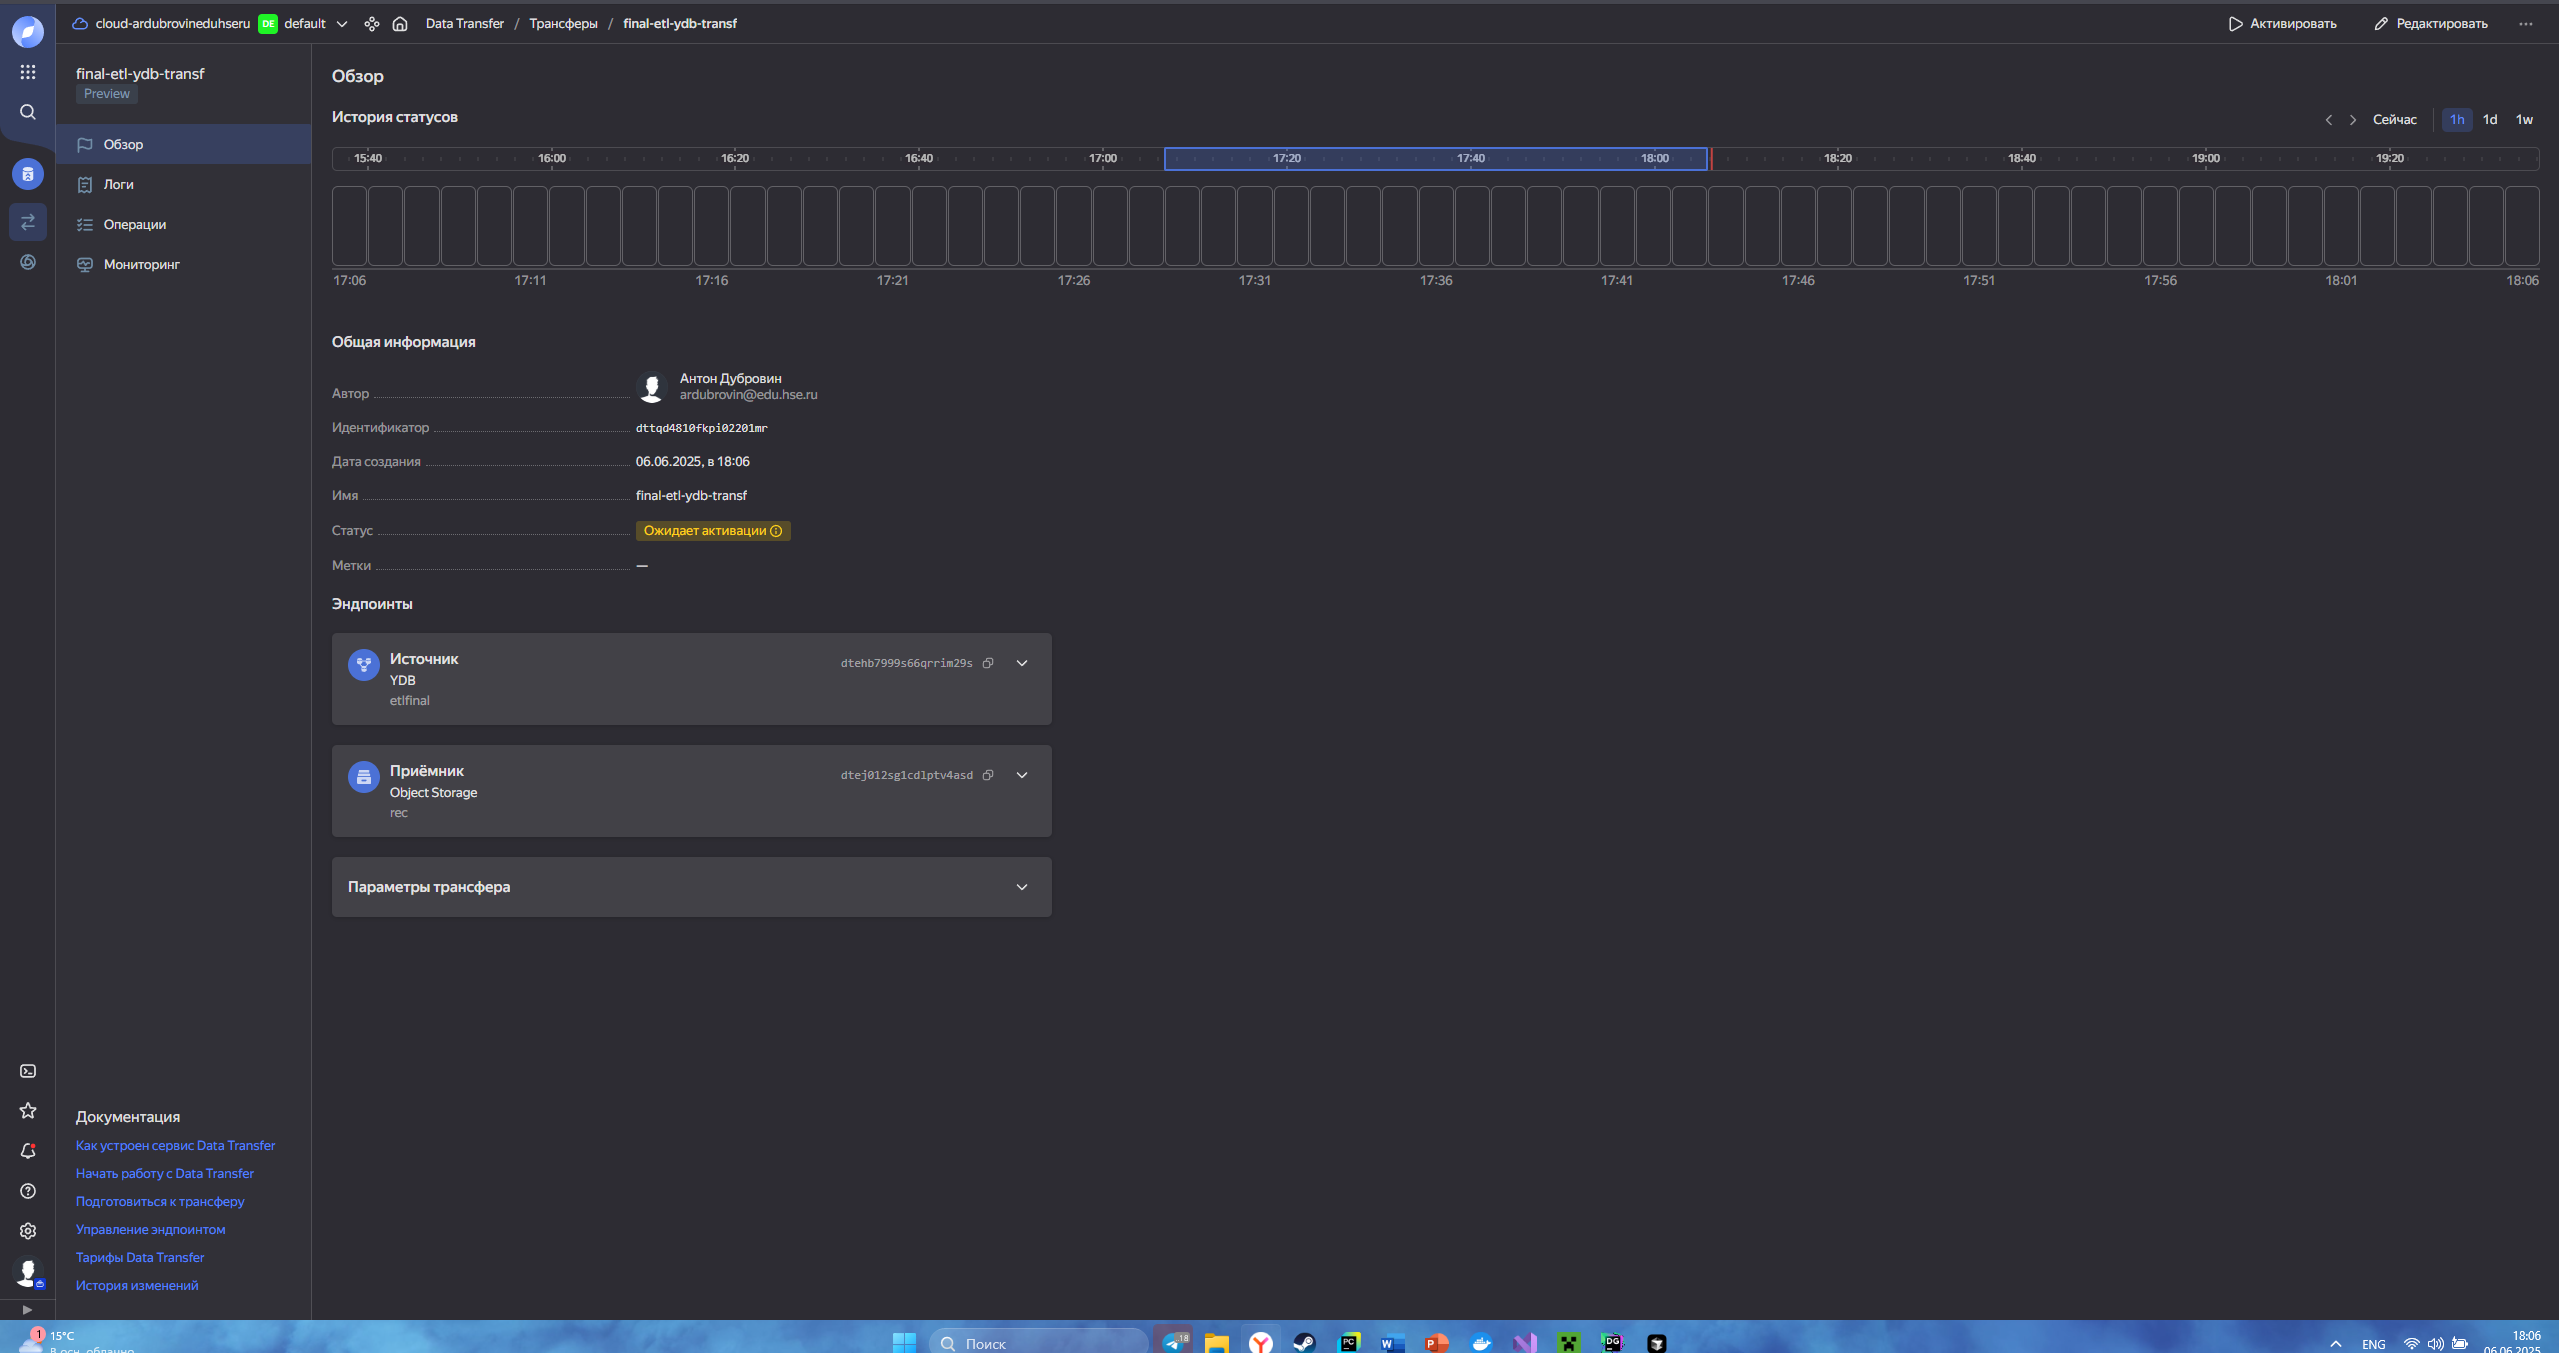 cloud-ardubrovineduhseru DE default Data Transfer / Трансферы / final-etl-ydb-transf Активировать Редактировать
final-etl-ydb-transf
Preview
Обзор
Логи
Операции
Мониторинг
Обзор
История статусов
Сейчас 1h 1d 1w
15:40 16:00 16:20 16:40 17:00 17:20 17:40 18:00 18:20 18:40 19:00 19:20
17:06 17:11 17:16 17:21 17:26 17:31 17:36 17:41 17:46 17:51 17:56 18:01 18:06
Общая информация
Автор Антон Дубровин
ardubrovin@edu.hse.ru
Идентификатор dttqd4810fkpi02201mr
Дата создания 06.06.2025, в 18:06
Имя final-etl-ydb-transf
Статус Ожидает активации
Метки —
Эндпоинты
Источник dtehb7999s66qrrim29s
YDB
etlfinal
Приёмник dtej012sg1cdlptv4asd
Object Storage
rec
Параметры трансфера
Документация
Как устроен сервис Data Transfer
Начать работу с Data Transfer
Подготовиться к трансферу
Управление эндпоинтом
Тарифы Data Transfer
История изменений
1 15°C
В осн. облачно
Поиск
.18
PC
W
P
DG
ENG
18:06
06.06.2025